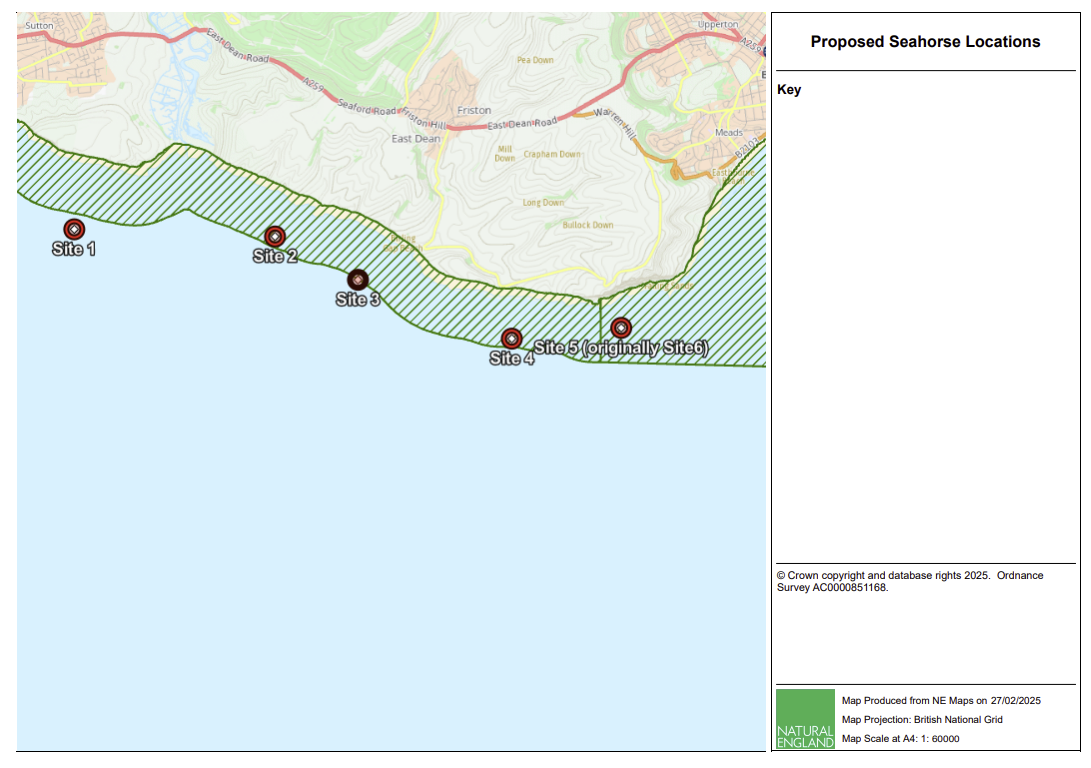 Sutton
Upperton
East Dean Road
A259
A259
Pea Down
Seaford Road
Friston Hill
Friston
East Dean Road
Warren Hill
East Dean
Meads
B2103
Mill
Down
Crapham Down
Long Down
Bullock Down
Site 1
Site 2
Site 3
Site 4
Site 5 (originally Site6)
Proposed Seahorse Locations
Key
© Crown copyright and database rights 2025. Ordnance
Survey AC0000851168.
NATURAL
ENGLAND
Map Produced from NE Maps on 27/02/2025
Map Projection: British National Grid
Map Scale at A4: 1: 60000